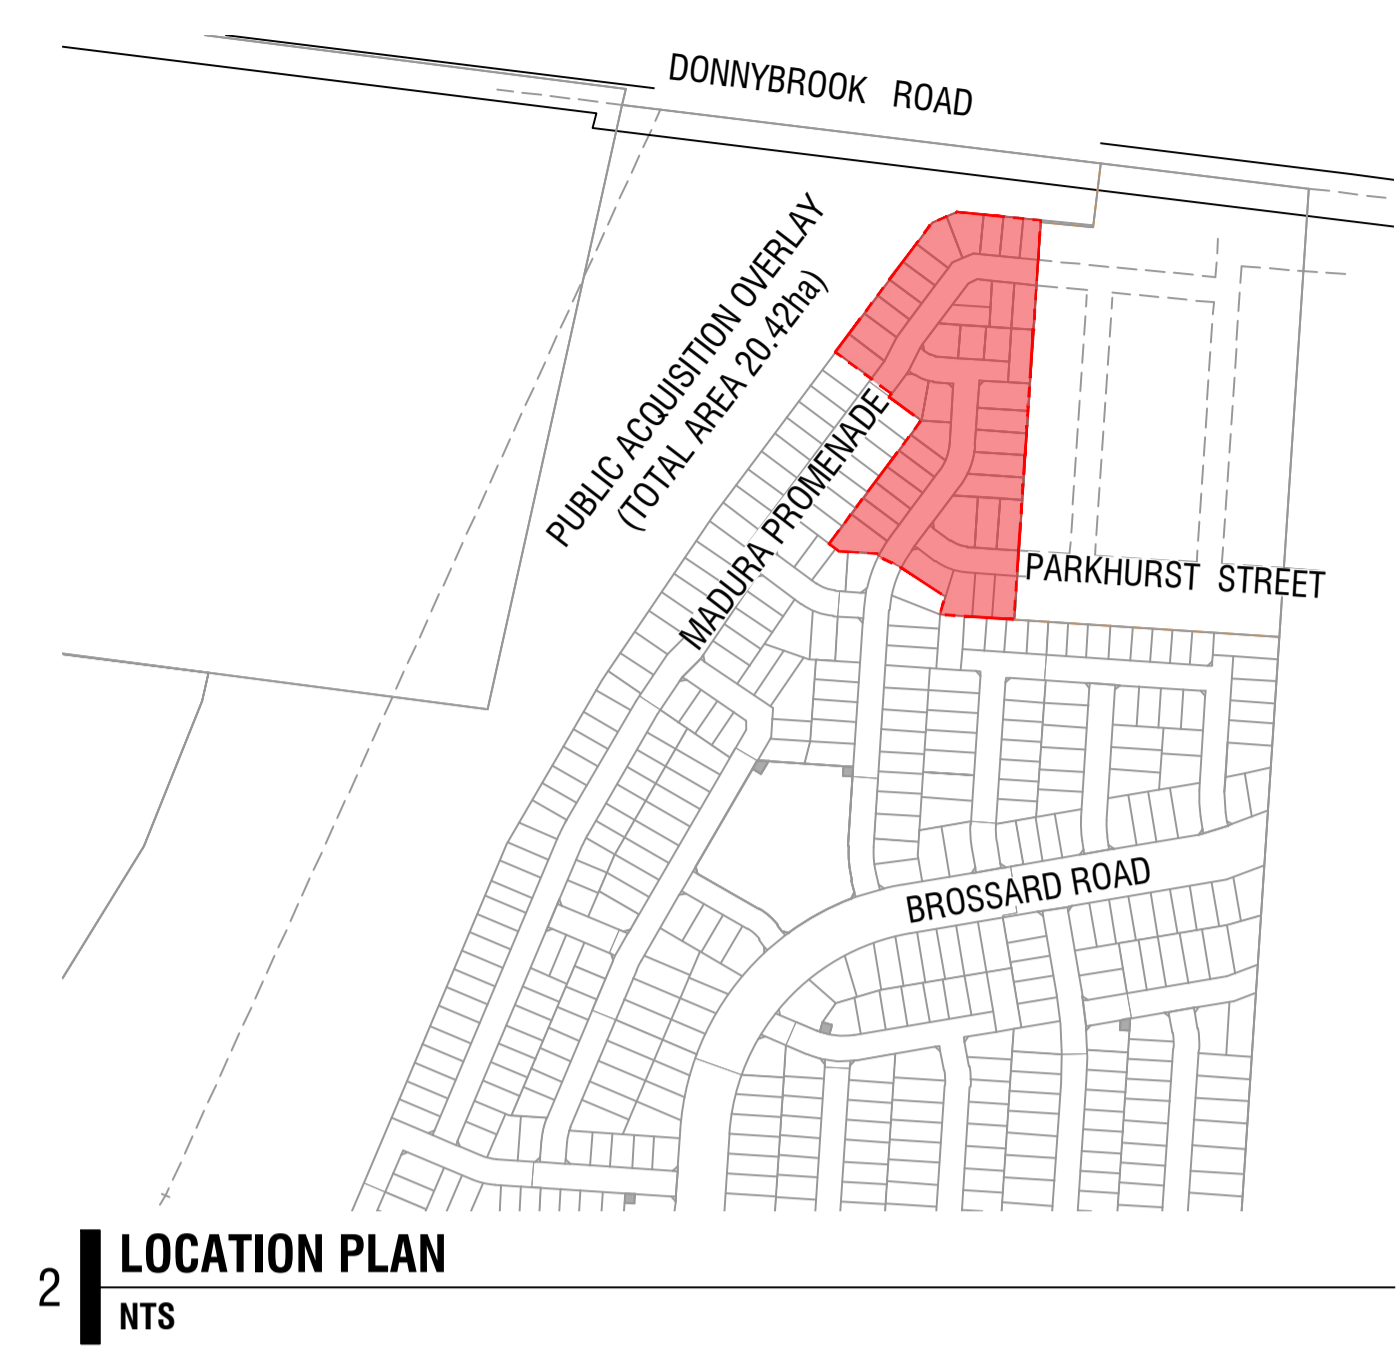 DONNYBROOK ROAD
PUBLIC ACQUISITION OVERLAY
(TOTAL AREA 20.42ha)
MADURA PROMENADE
PARKHURST STREET
BROSSARD ROAD
2
LOCATION PLAN
NTS